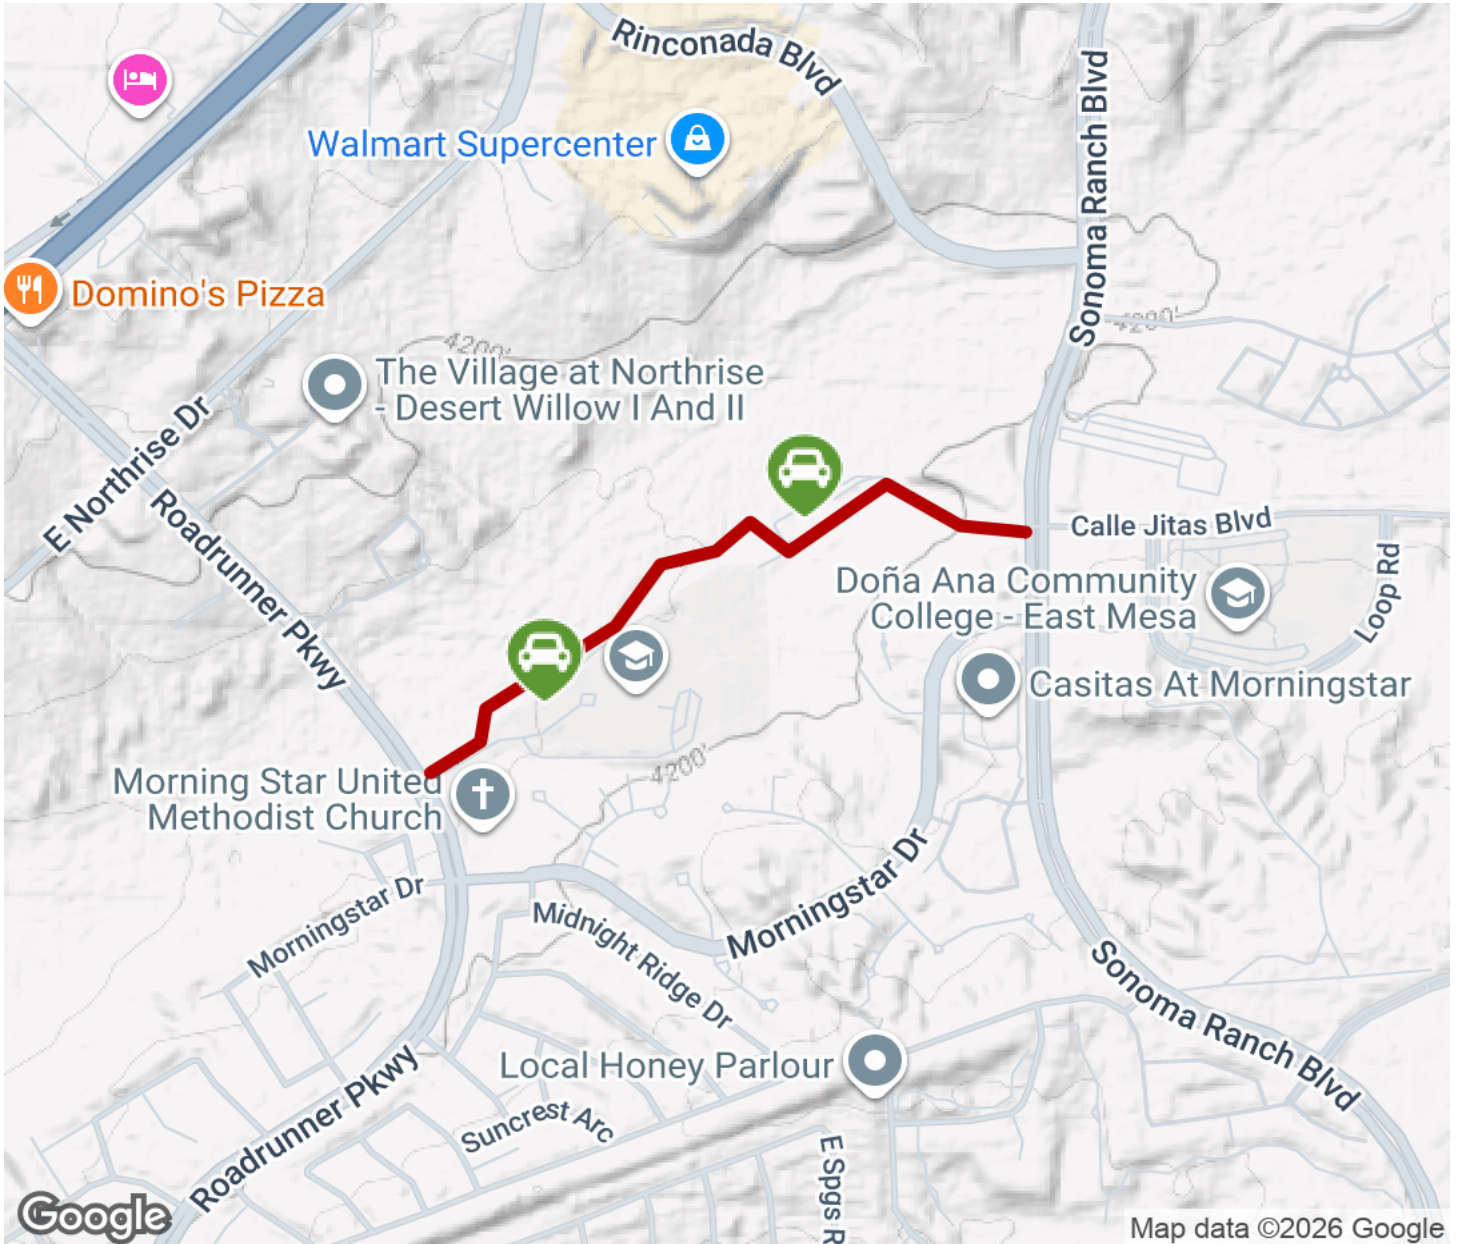 Rinconada Blvd
Sonoma Ranch Blvd
Walmart Supercenter
Domino's Pizza
4200'
4200'
The Village at Northrise
- Desert Willow I And II
E Northrise Dr
Roadrunner Pkwy
Calle Jitas Blvd
Doña Ana Community
College - East Mesa
Loop Rd
Casitas At Morningstar
4200'
Morning Star United
Methodist Church
Morningstar Dr
Morningstar Dr
Midnight Ridge Dr
Sonoma Ranch Blvd
Local Honey Parlour
Roadrunner Pkwy
Suncrest Arc
E Spgs R
Google
Map data ©2026 Google